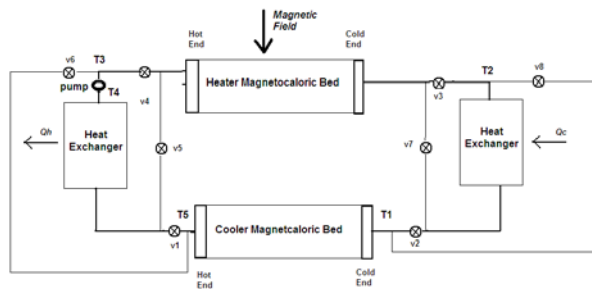 Magnetic
Field
Hot
End
Cold
End
v6
T3
T2
v8
Heater Magnetocaloric Bed
pump
T4
v4
v3
Qh
Heat
Exchanger
v5
v7
Heat
Exchanger
Qc
T5
T1
v1
Cooler Magnetcaloric Bed
v2
Hot
End
Cold
End